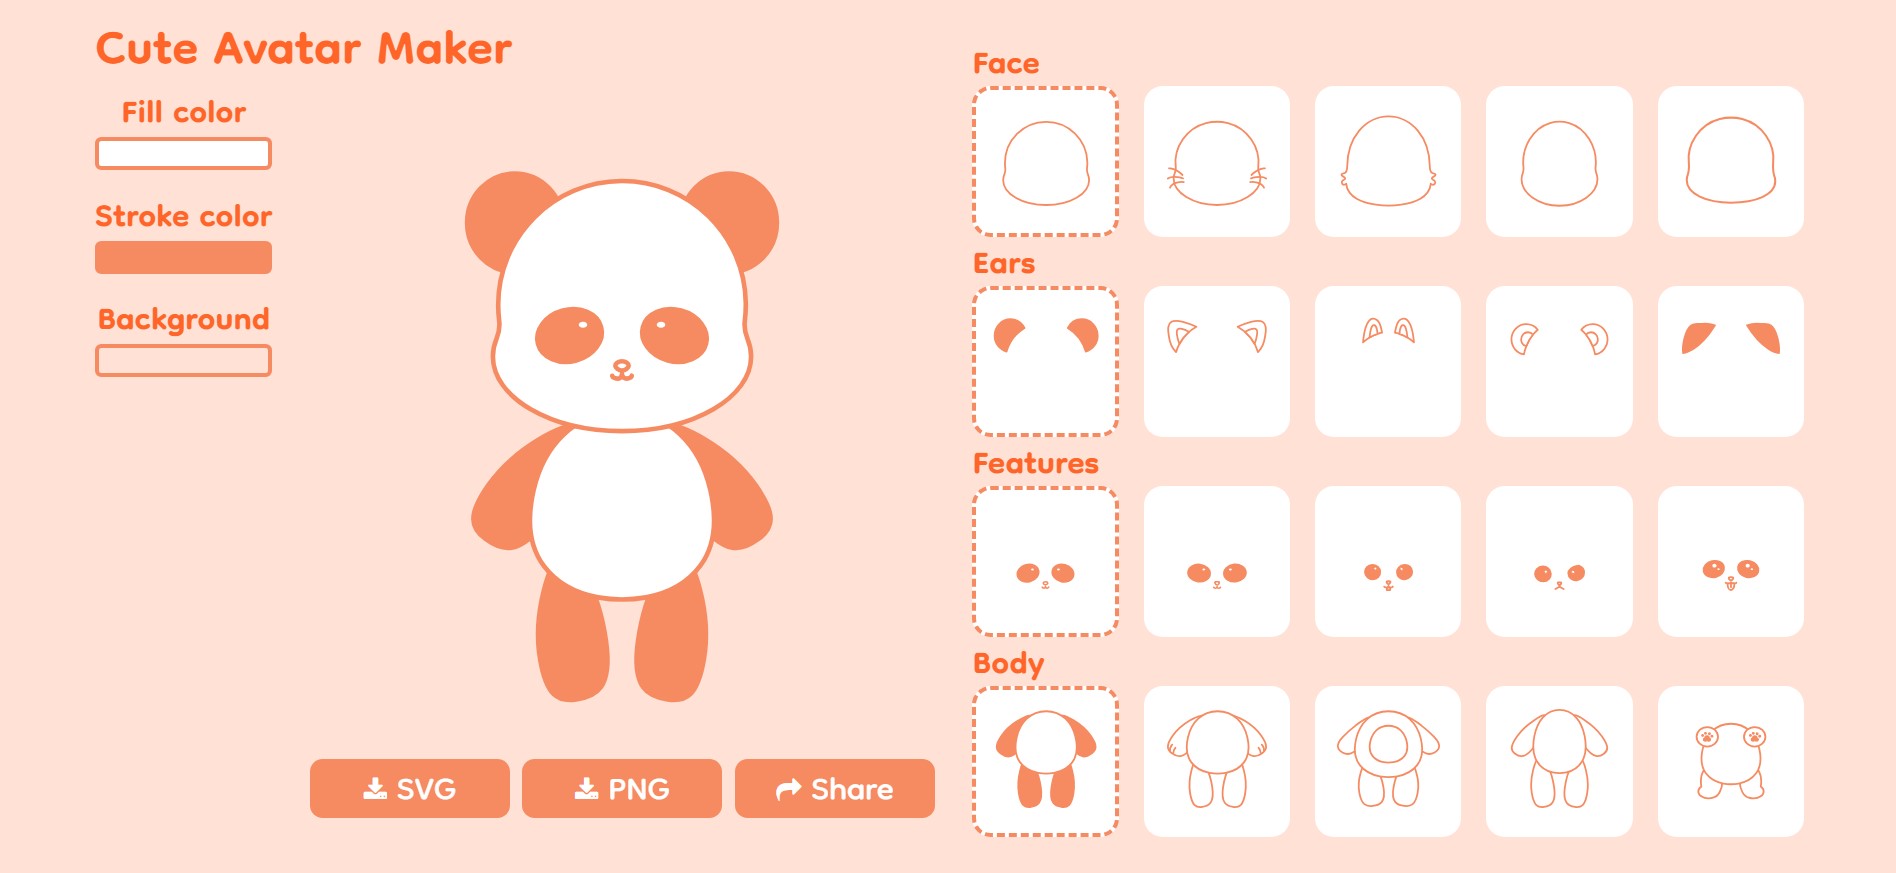 Cute Avatar Maker
Fill color
Stroke color
Background
SVG
PNG
Share
Face
Ears
Features
Body